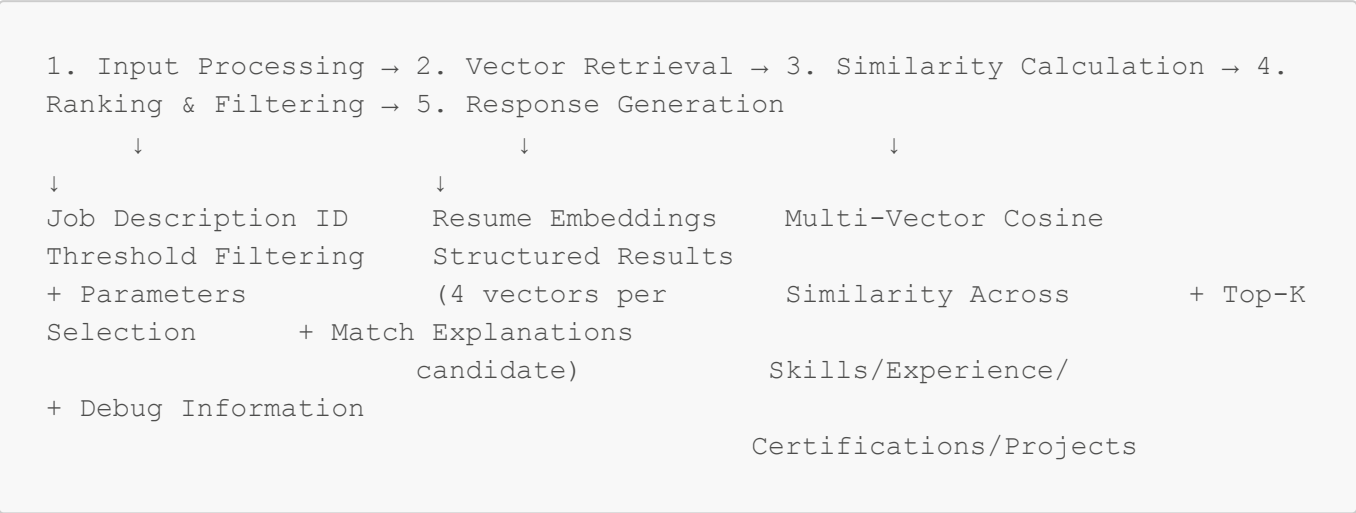 1. Input Processing → 2. Vector Retrieval → 3. Similarity Calculation → 4.
Ranking & Filtering → 5. Response Generation
↓ ↓ ↓
↓ ↓
Job Description ID Resume Embeddings Multi-Vector Cosine
Threshold Filtering Structured Results
+ Parameters (4 vectors per Similarity Across + Top-K
Selection + Match Explanations
candidate) Skills/Experience/
+ Debug Information
Certifications/Projects